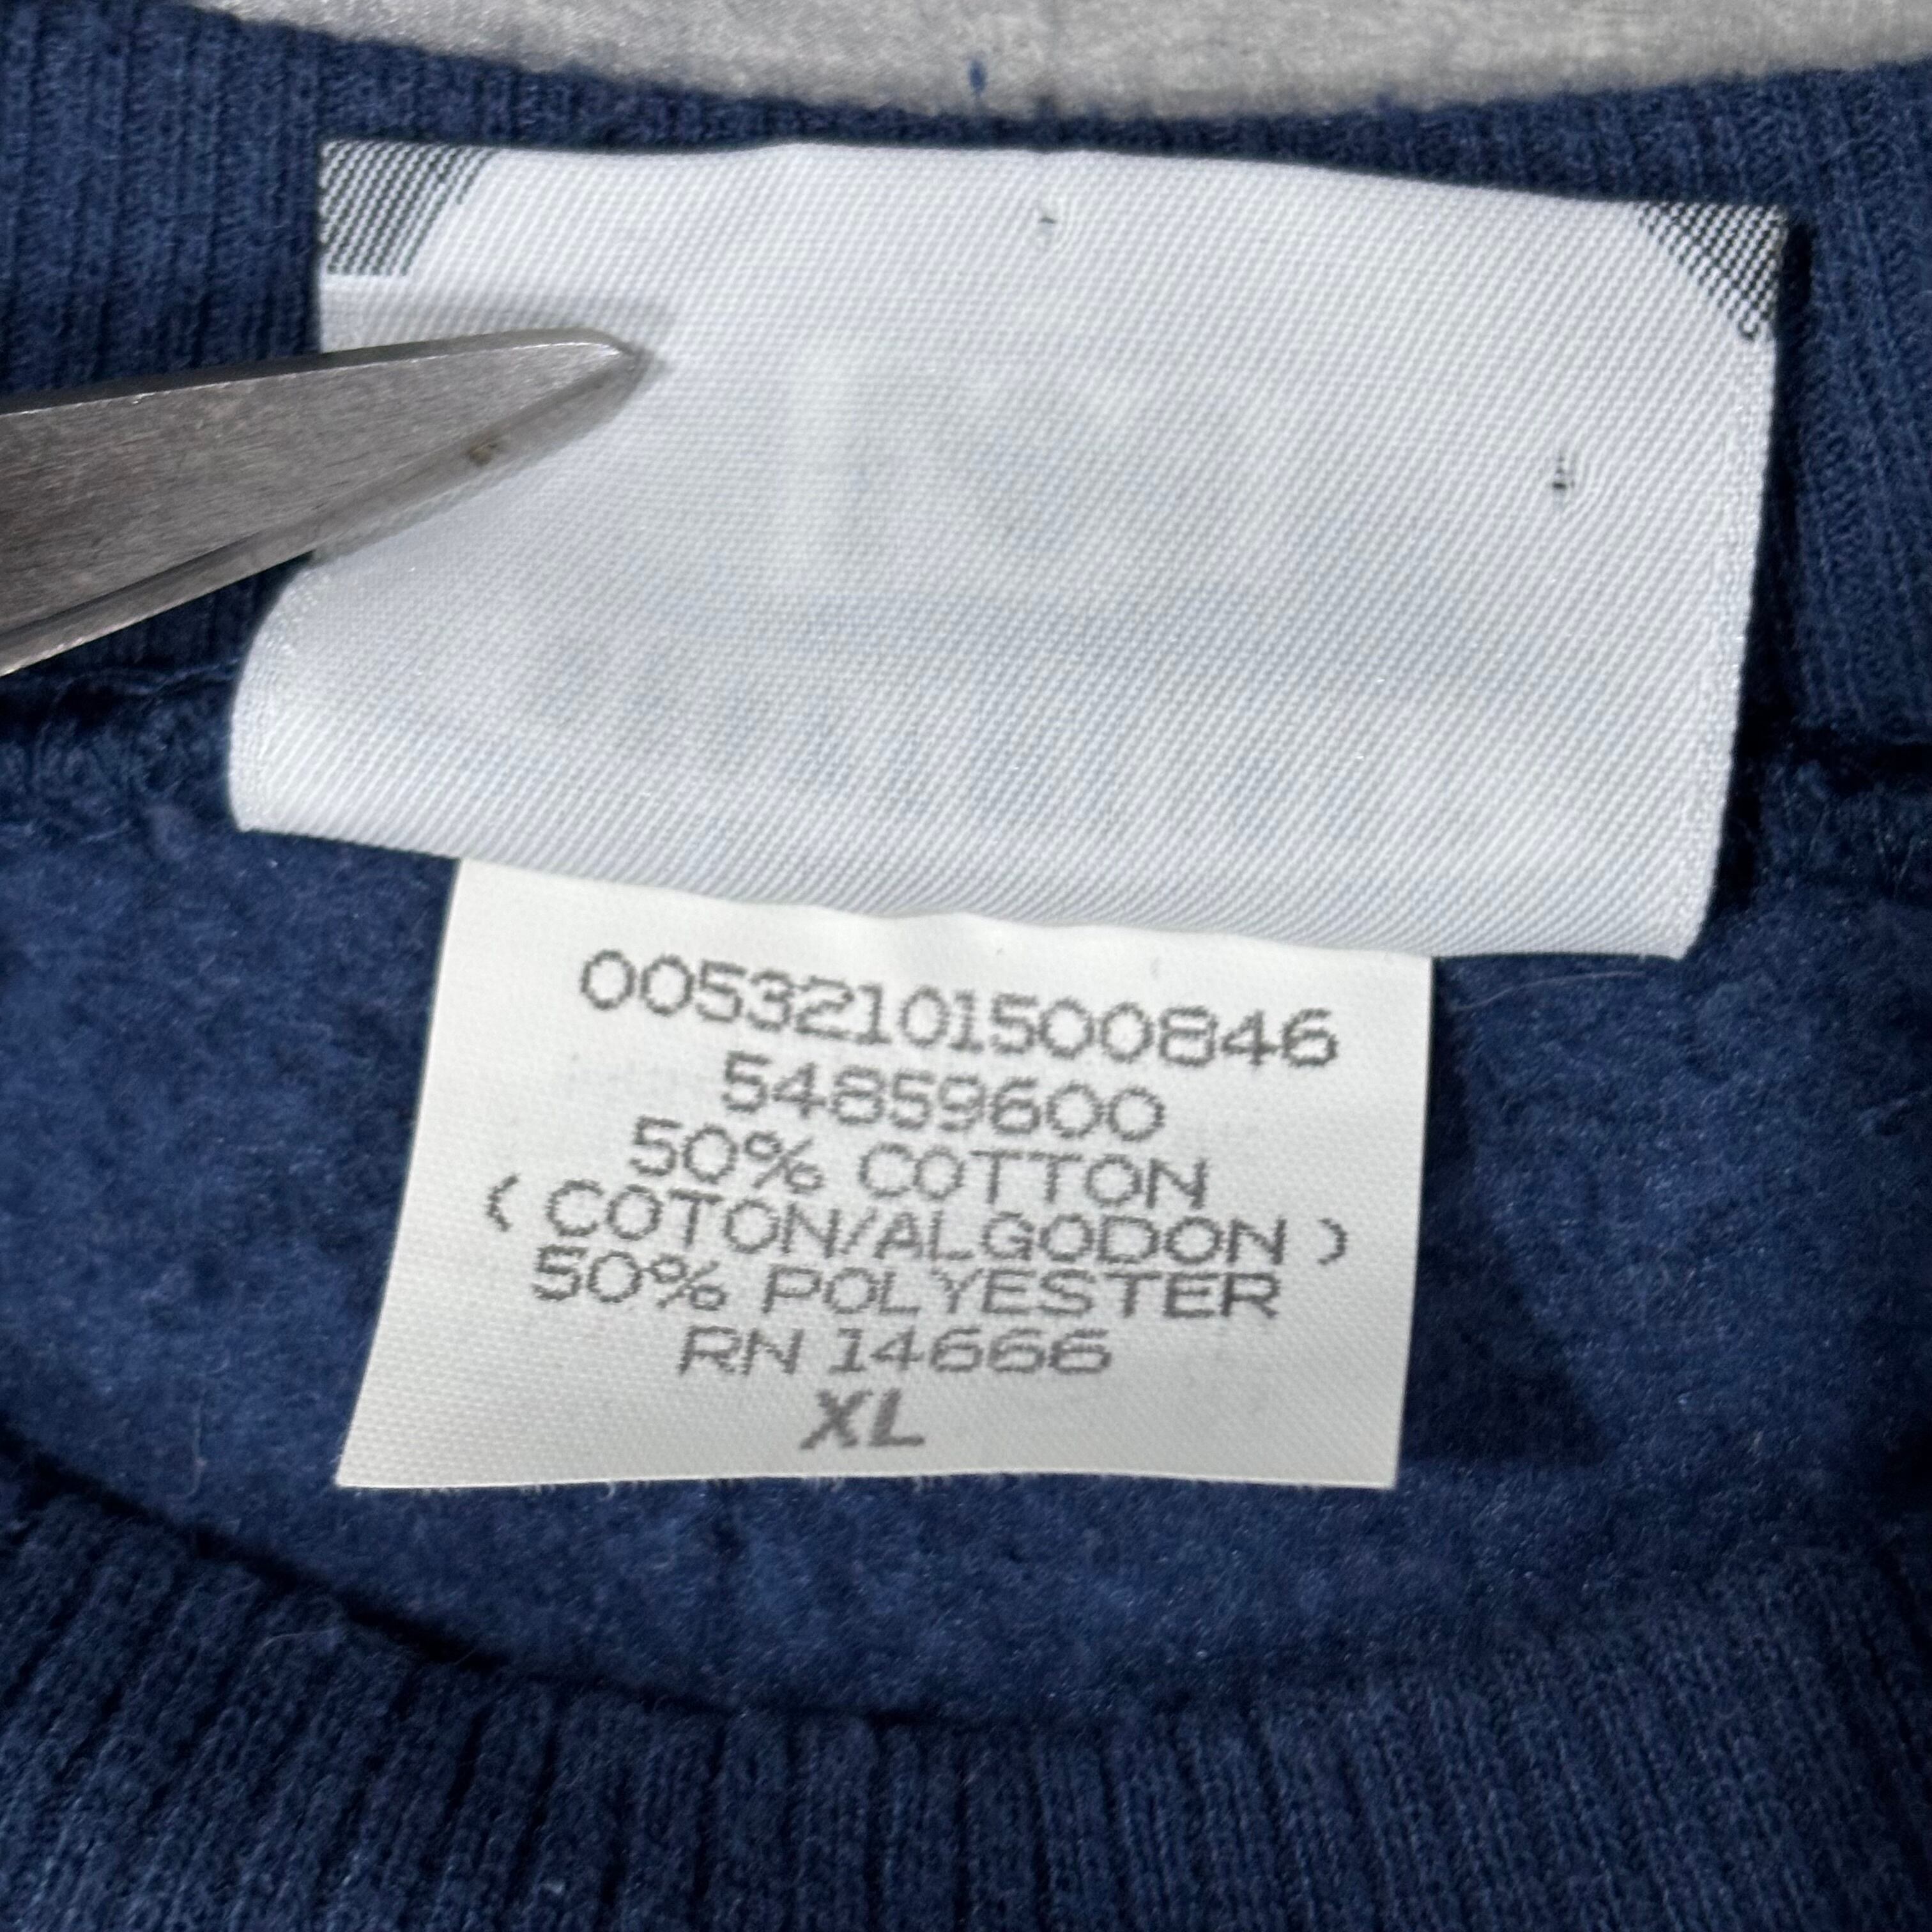 00532101500846
54859600
50% COTTON
( COTON/ALGODON )
50% POLYESTER
RN 14666
XL